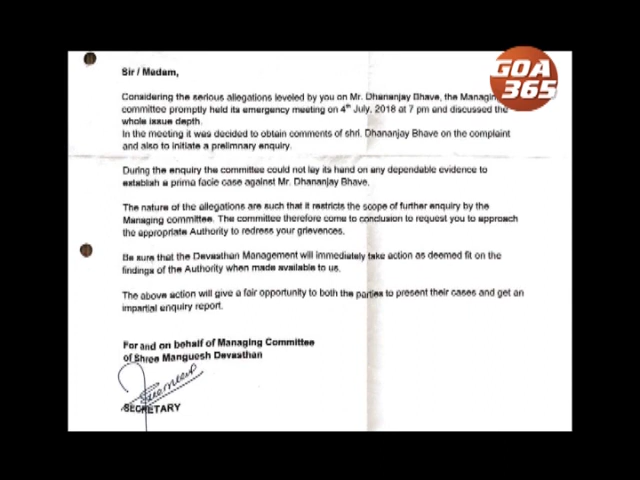 GOA
365
Sir / Medam,
Considering the serious allegations leveled by you on Mr. Dhananjay Bhave, the Managing
committee promptly held its emergency meeting on 4th July, 2018 at 7 pm and discussed the
whole issue depth.
In the meeting it was decided to obtain comments of shri. Dhananjay Bhave on the complaint
and also to initiate a prelimnary enquiry.
During the enquiry the committee could not lay its hand on any dependable evidence to
establish a prima facie case against Mr. Dhananjay Bhave.
The nature of the allegations are such that it restricts the scope of further enquiry by the
Managing committee. The committee therefore come to conclusion to request you to approach
the appropriate Authority to redress your grievences.
Be sure that the Devasthan Management will immediately take action as deemed fit on the
findings of the Authority when made available to us.
The above action will give a fair opportunity to both the parties to present their cases and get an
impartial enquiry report.
For and on behalf of Managing Committee
of Shree Manguesh Devasthan
SECRETARY